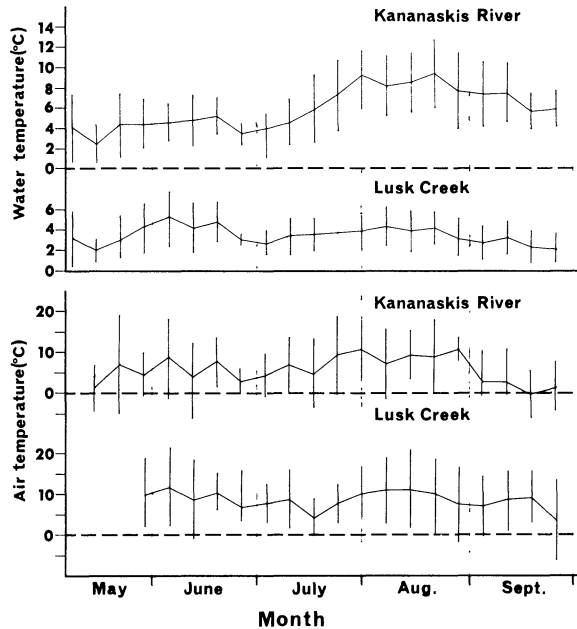 Kananaskis River
14
12
10
8
6
4
2
0
Water temperature(°C)
Lusk Creek
6
4
2
0
Kananaskis River
20
10
0
Air temperature(°C)
Lusk Creek
20
10
0
May June July Aug. Sept.
Month